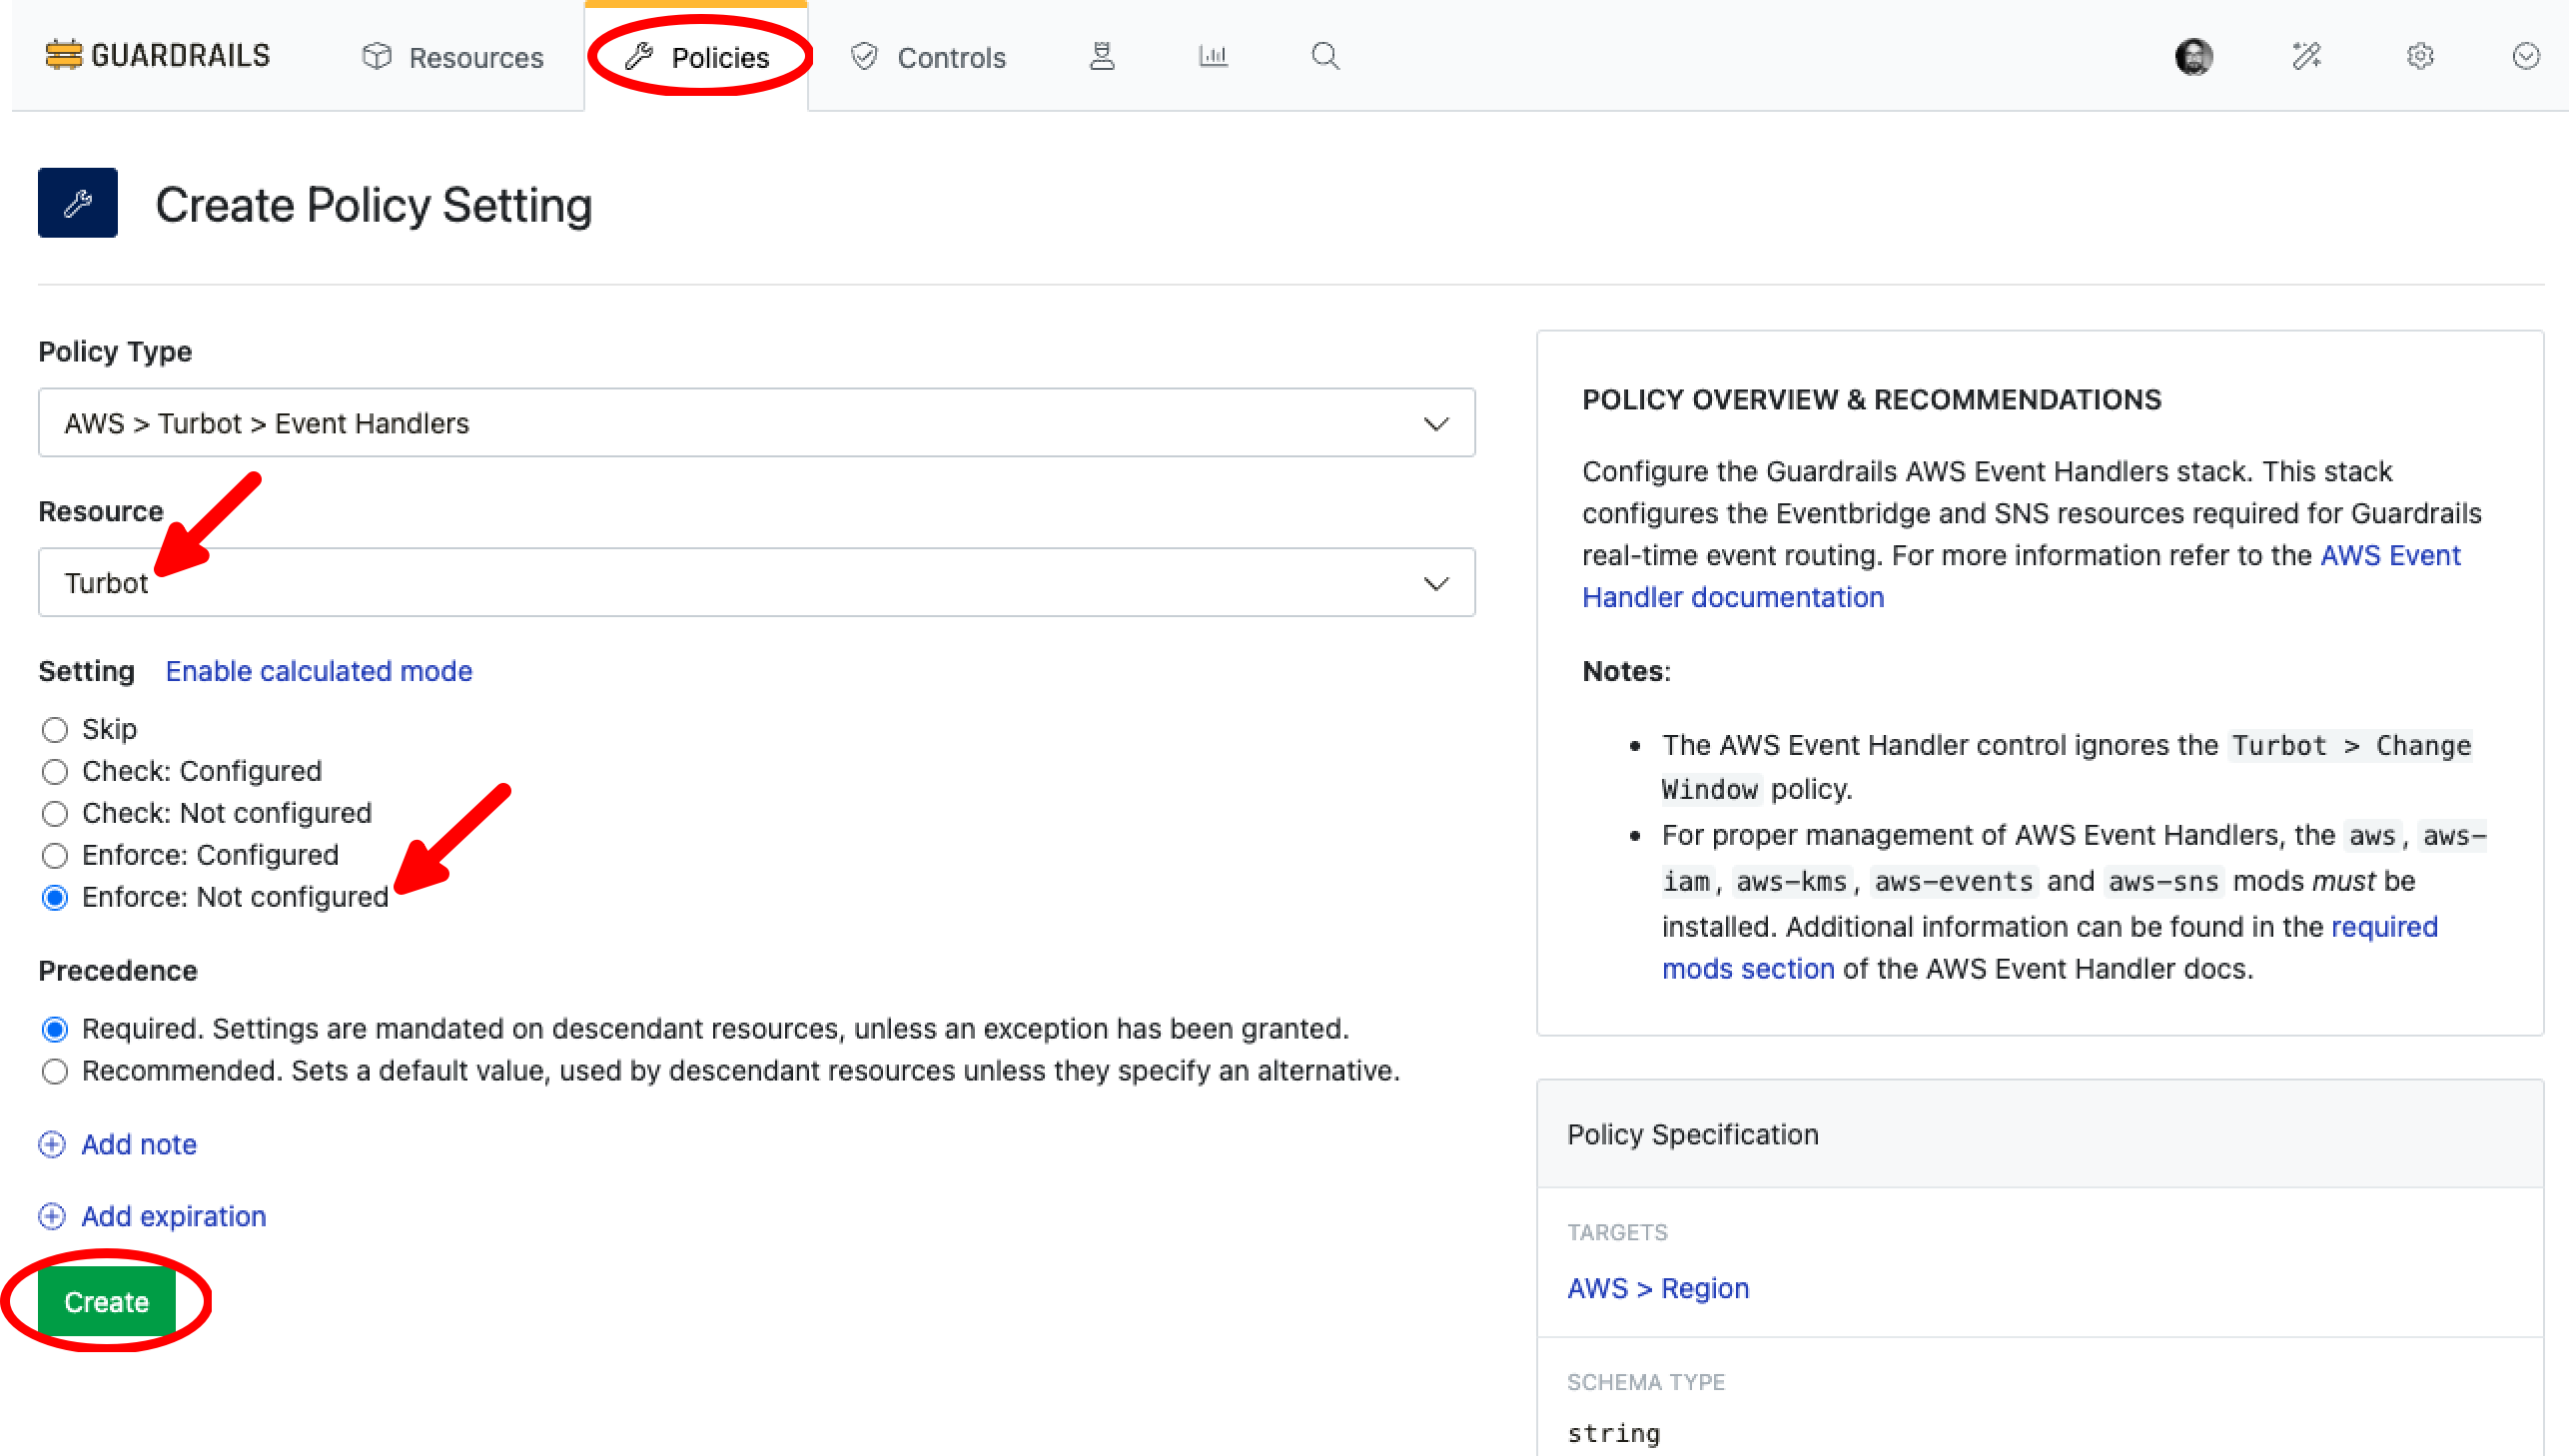 GUARDRAILS
Resources
Policies
Controls
Create Policy Setting
Policy Type
AWS > Turbot > Event Handlers
Resource
Turbot
Setting Enable calculated mode
Skip
Check: Configured
Check: Not configured
Enforce: Configured
Enforce: Not configured
Precedence
Required. Settings are mandated on descendant resources, unless an exception has been granted.
Recommended. Sets a default value, used by descendant resources unless they specify an alternative.
Add note
Add expiration
Create
POLICY OVERVIEW & RECOMMENDATIONS
Configure the Guardrails AWS Event Handlers stack. This stack
configures the Eventbridge and SNS resources required for Guardrails
real-time event routing. For more information refer to the AWS Event
Handler documentation
Notes:
• The AWS Event Handler control ignores the Turbot > Change
Window policy.
• For proper management of AWS Event Handlers, the aws, aws-
iam, aws-kms, aws-events and aws-sns mods must be
installed. Additional information can be found in the required
mods section of the AWS Event Handler docs.
Policy Specification
TARGETS
AWS > Region
SCHEMA TYPE
string